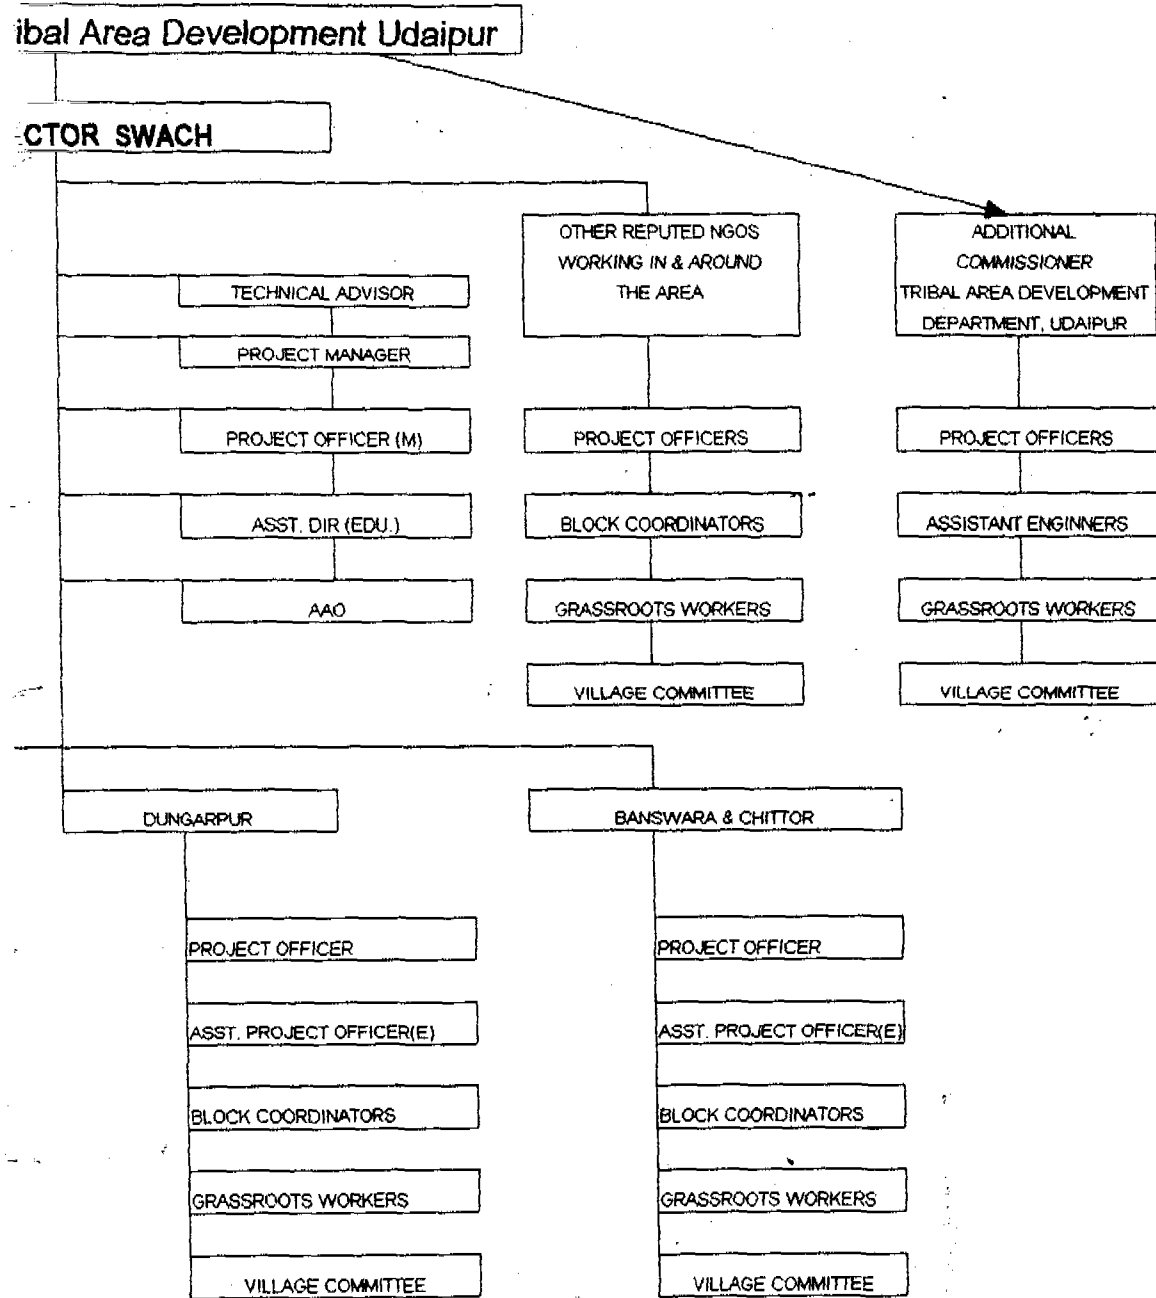 ibal Area Development Udaipur
CTOR SWACH
OTHER REPUTED NGOS
WORKING IN & AROUND
THE AREA
ADDITIONAL
COMMISSIONER
TRIBAL AREA DEVELOPMENT
DEPARTMENT, UDAIPUR
TECHNICAL ADVISOR
PROJECT MANAGER
PROJECT OFFICER (M)
PROJECT OFFICERS
PROJECT OFFICERS
ASST. DIR (EDU.)
BLOCK COORDINATORS
ASSISTANT ENGINNERS
AAO
GRASSROOTS WORKERS
GRASSROOTS WORKERS
VILLAGE COMMITTEE
VILLAGE COMMITTEE
DUNGARPUR
BANSWARA & CHITTOR
PROJECT OFFICER
PROJECT OFFICER
ASST. PROJECT OFFICER(E)
ASST. PROJECT OFFICER(E)
BLOCK COORDINATORS
BLOCK COORDINATORS
GRASSROOTS WORKERS
GRASSROOTS WORKERS
VILLAGE COMMITTEE
VILLAGE COMMITTEE